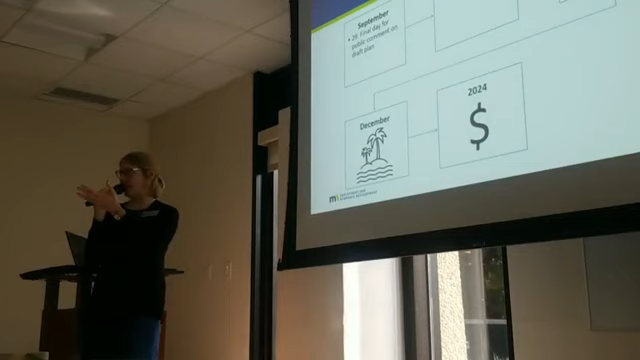 September
• 29: Final day for
public comment on
draft plan
December
2024
$